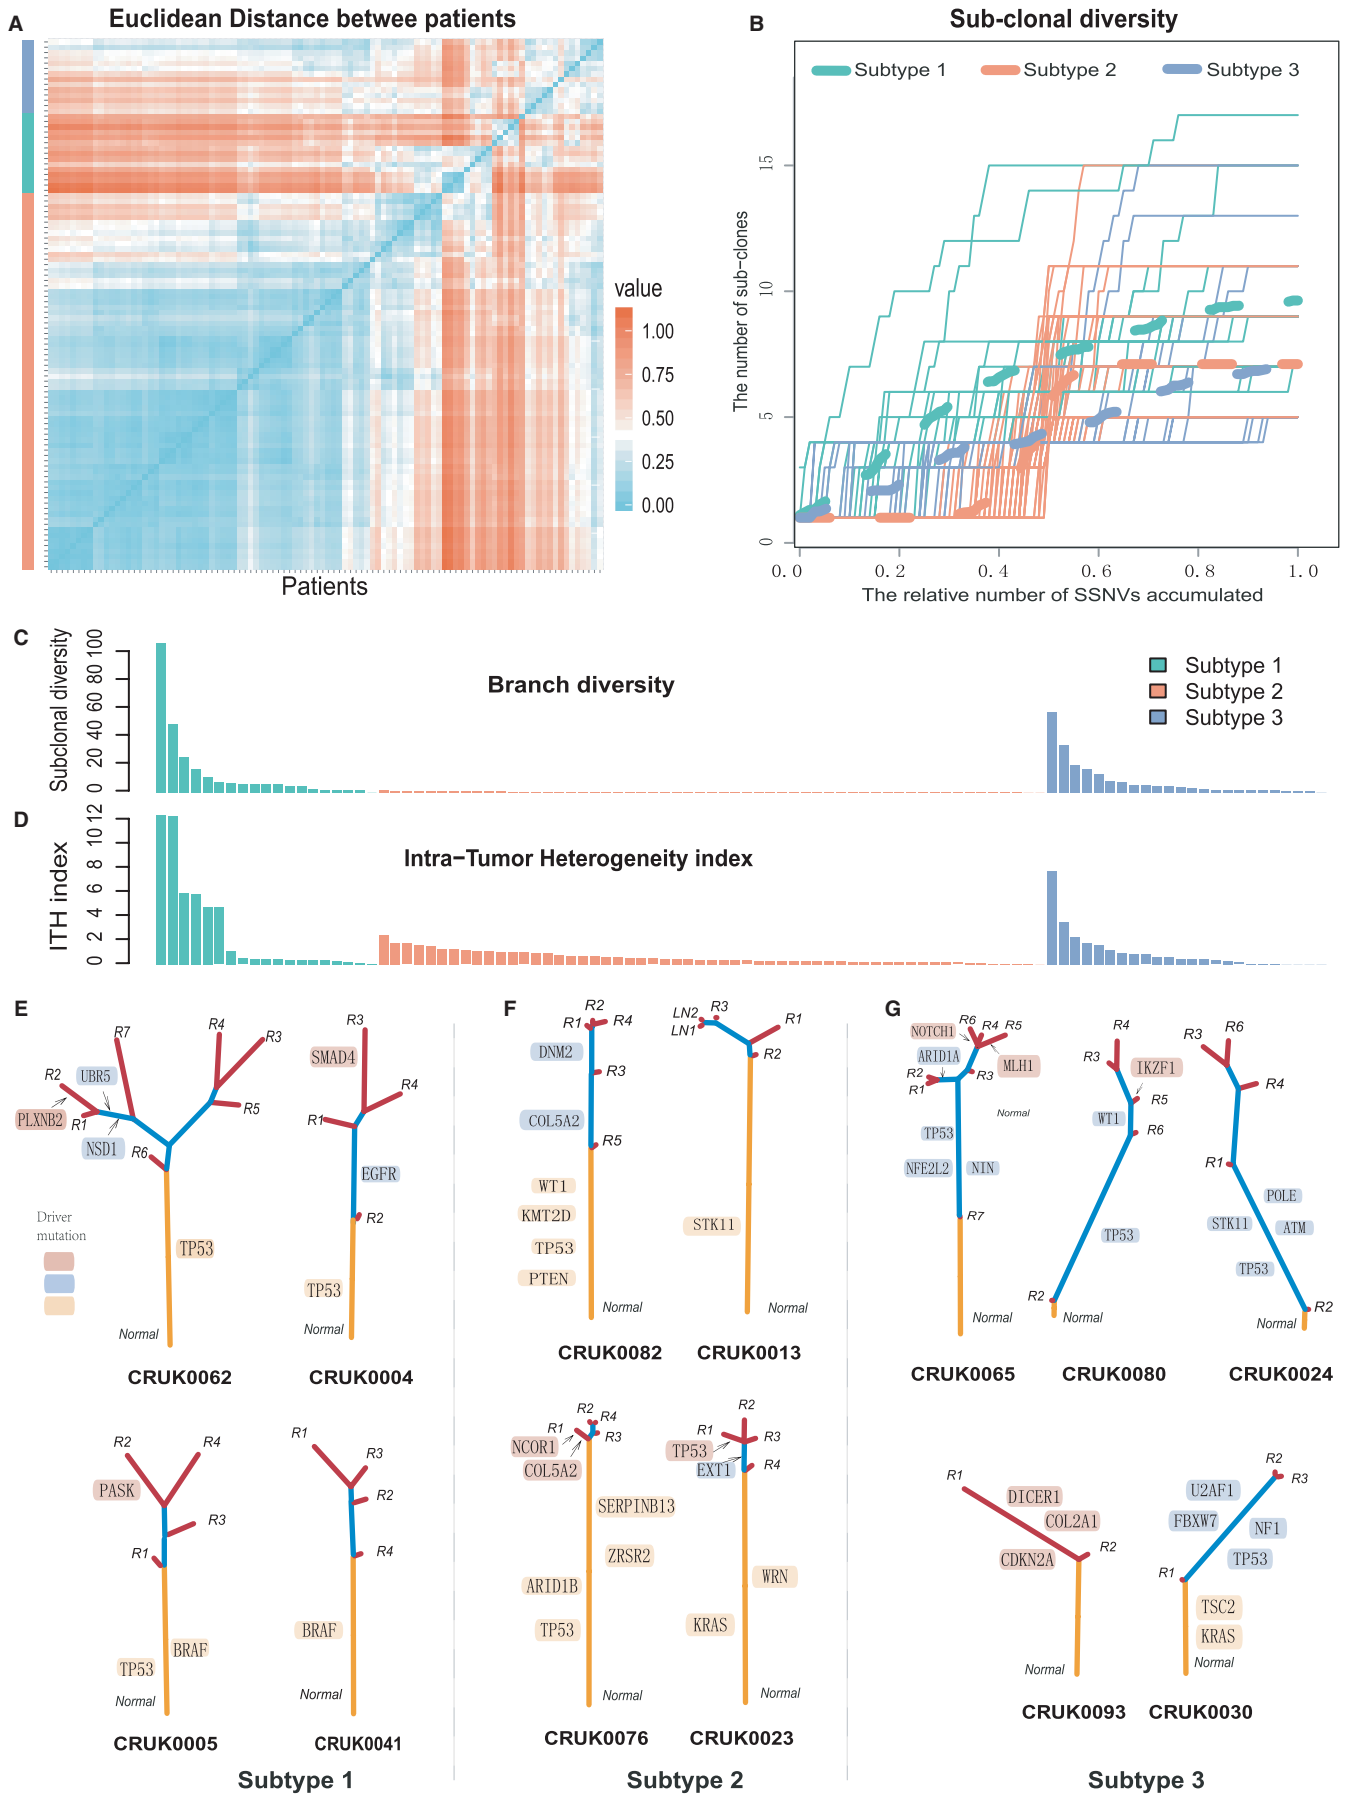 A
Euclidean Distance betwee patients
value
1.00
0.75
0.50
0.25
0.00
Patients
B
Sub-clonal diversity
Subtype 1
Subtype 2
Subtype 3
The number of sub-clones
15
10
5
0
0.0 0.2 0.4 0.6 0.8 1.0
The relative number of SSNVs accumulated
C
Subclonal diversity
0 20 40 60 80 100
Branch diversity
Subtype 1
Subtype 2
Subtype 3
D
ITH index
0 2 4 6 8 10 12
Intra-Tumor Heterogeneity index
E
R7
R4
R3
R2
UBR5
PLXNB2
R1
R5
NSD1
R6
Driver
mutation
TP53
Normal
CRUK0062
R3
SMAD4
R4
R1
EGFR
R2
TP53
Normal
CRUK0004
R2
R4
PASK
R3
R1
BRAF
TP53
Normal
CRUK0005
R1
R3
R2
R4
BRAF
Normal
CRUK0041
Subtype 1
F
R2
R1
R4
DNM2
R3
COL5A2
R5
WT1
KMT2D
TP53
PTEN
Normal
CRUK0082
LN2
R3
LN1
R1
R2
STK11
Normal
CRUK0013
R2
R4
R1
R3
NCOR1
COL5A2
SERPINB13
ZRSR2
ARID1B
TP53
Normal
CRUK0076
R2
R1
R3
TP53
EXT1
R4
WRN
KRAS
Normal
CRUK0023
Subtype 2
G
R6
R4
R5
NOTCH1
ARID1A
MLH1
R2
R3
R1
Normal
TP53
NFE2L2
NIN
R7
Normal
CRUK0065
R4
R3
IKZF1
R5
WT1
R6
TP53
R2
Normal
CRUK0080
R6
R3
R4
R1
POLE
STK11
ATM
TP53
R2
Normal
CRUK0024
R1
DICER1
COL2A1
R2
CDKN2A
Normal
CRUK0093
R2
R3
U2AF1
FBXW7
NF1
TP53
R1
TSC2
KRAS
Normal
CRUK0030
Subtype 3